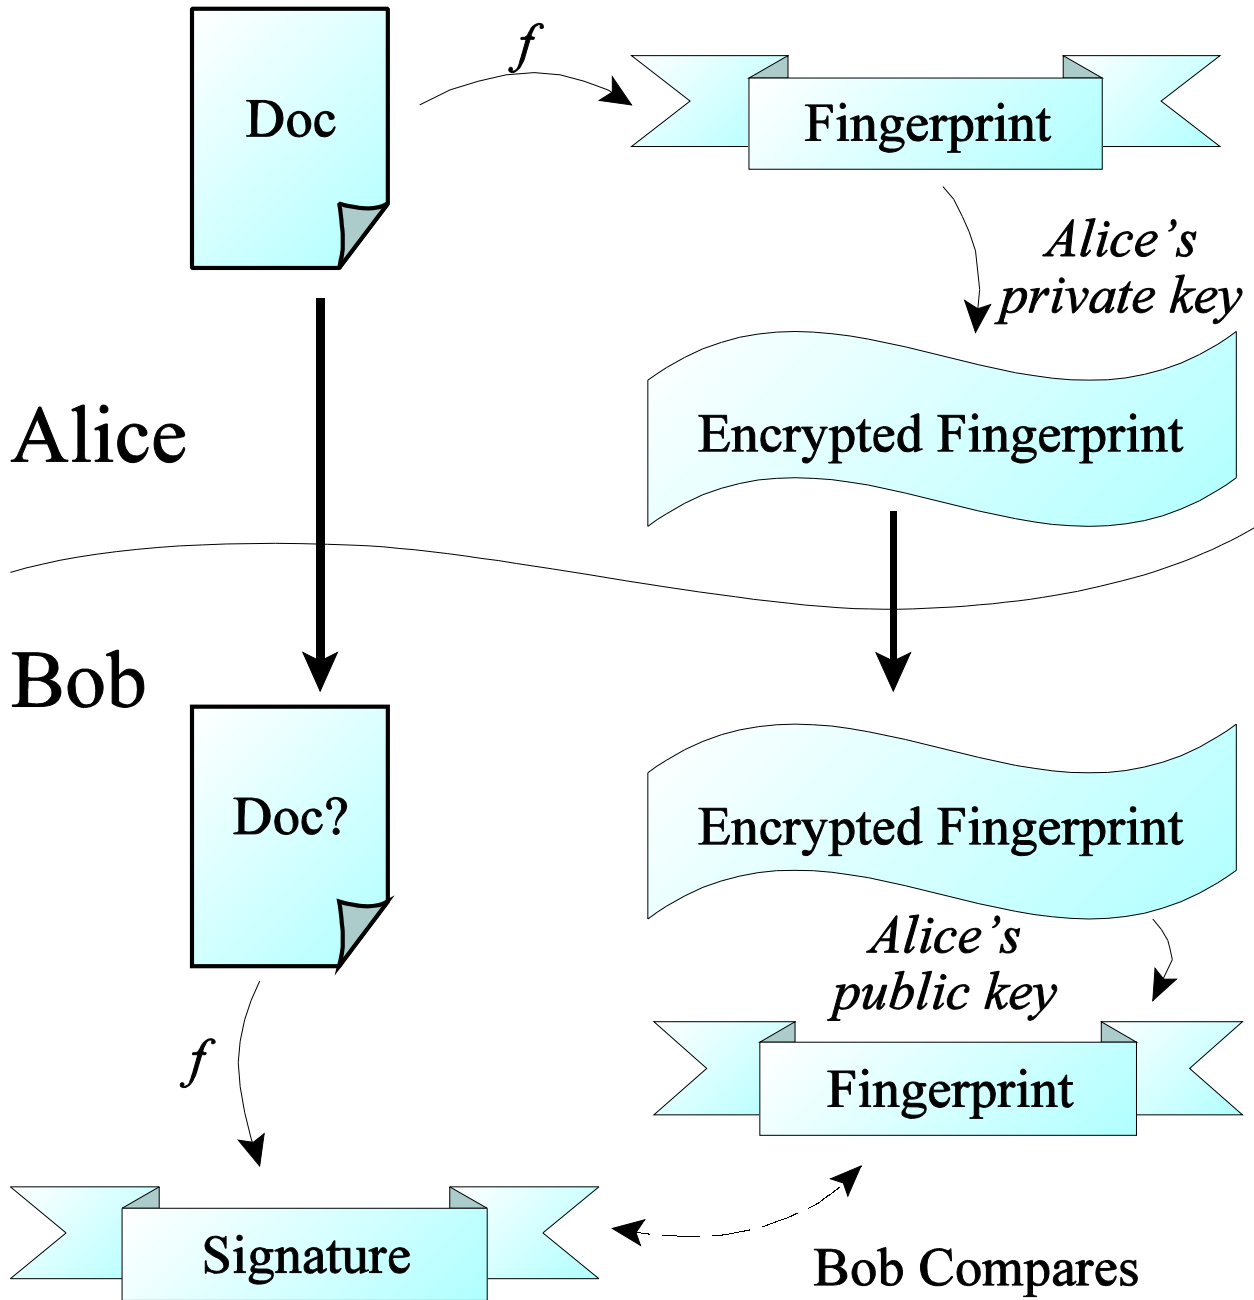 f
Doc
Fingerprint
Alice’s
private key
Alice
Encrypted Fingerprint
Bob
Doc?
Encrypted Fingerprint
Alice’s
public key
f
Fingerprint
Signature
Bob Compares